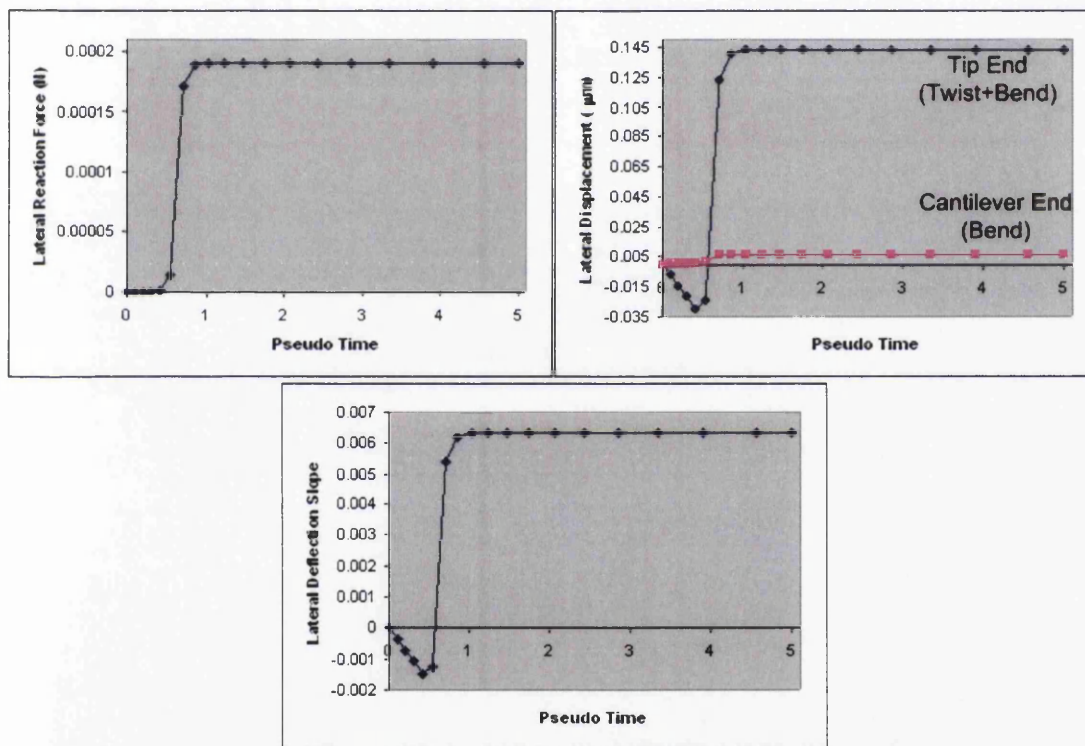 0.0002
0.00015
0.0001
0.00005
0
0 1 2 3 4 5
Lateral Reaction Force (N)
Pseudo Time
0.145
0.125
0.105
0.085
0.065
0.045
0.025
0.005
-0.015
-0.035
1 2 3 4 5
Lateral Displacement ( µm)
Tip End
(Twist+Bend)
Cantilever End
(Bend)
Pseudo Time
0.007
0.006
0.005
0.004
0.003
0.002
0.001
0
-0.001
-0.002
0 1 2 3 4 5
Lateral Deflection Slope
Pseudo Time